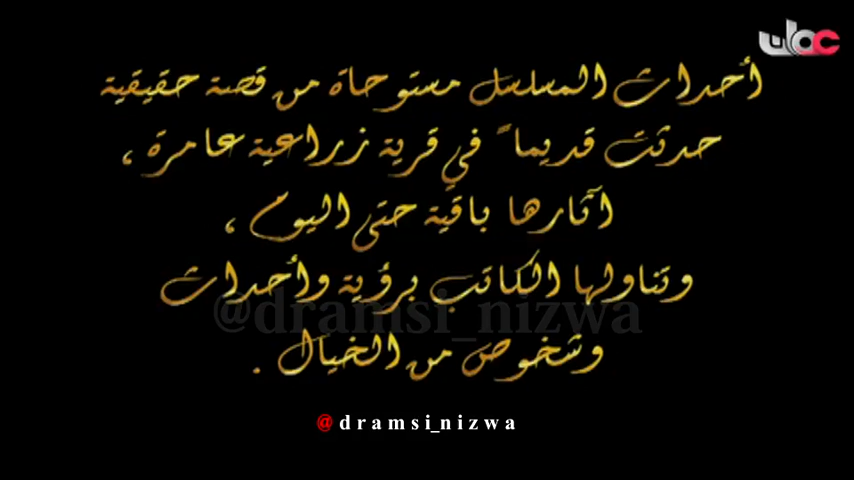 عمان
أحداث المسلسل مستوحاة من قصة حقيقية
حدثت قديماً في قرية زراعية عامرة ،
آثارها باقية حتى اليوم ،
وتناولها الكاتب برؤية وأحداث
@dramsi_nizwa
وشخوص من الخيال .
@dramsi_nizwa